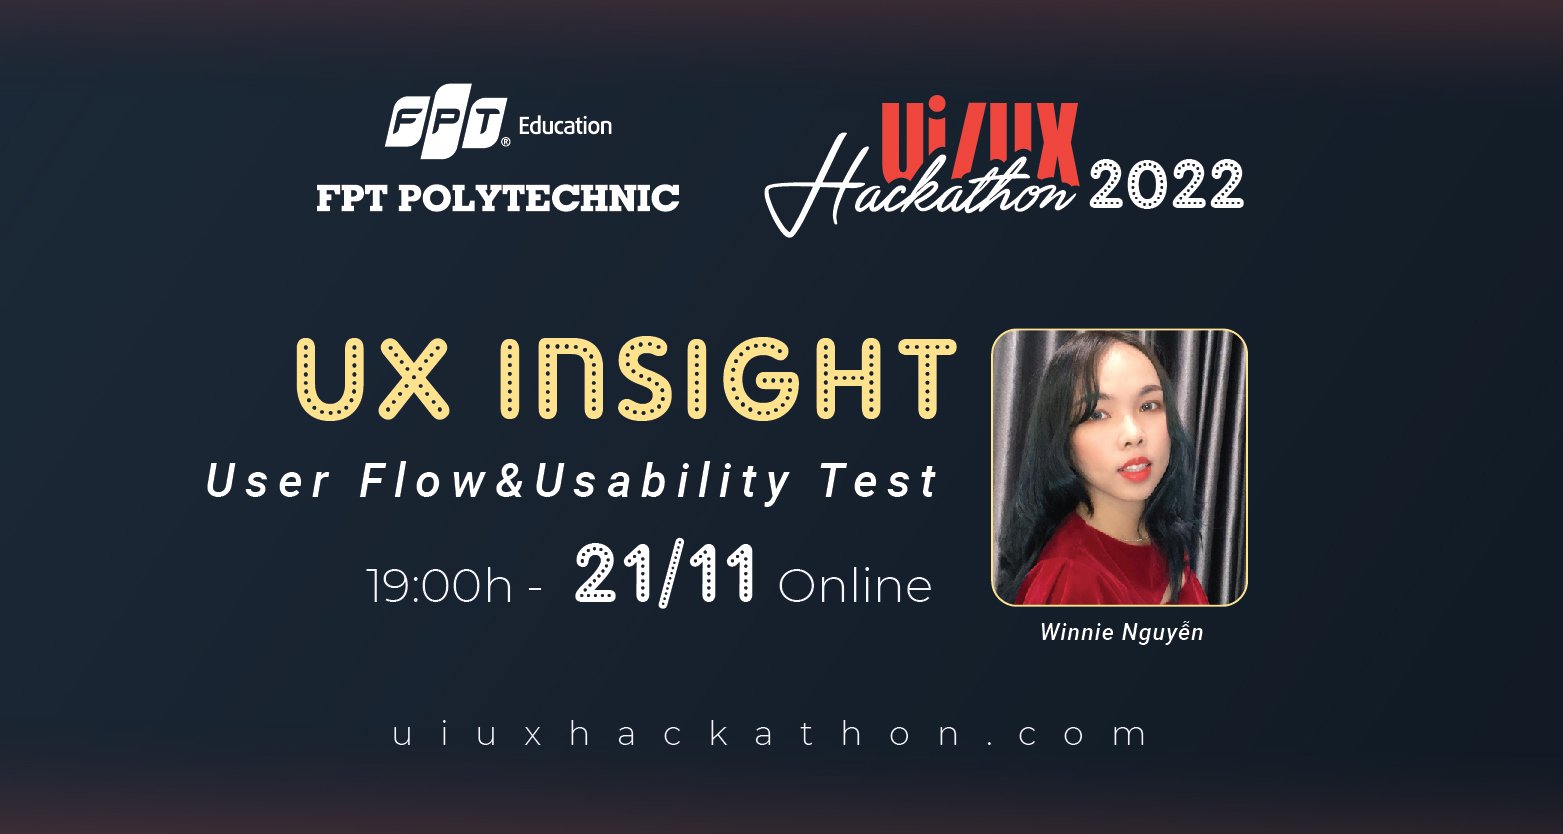 FPT® Education
FPT POLYTECHNIC
Ui/UX
Hackathon 2022
UX INSIGHT
User Flow&Usability Test
19:00h - 21/11 Online
Winnie Nguyễn
uiuxhackathon.com